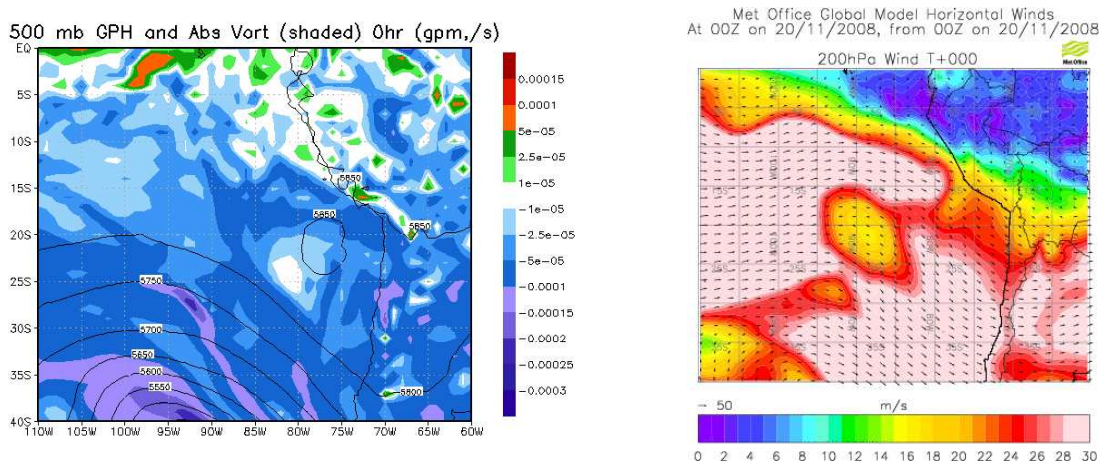 500 mb GPH and Abs Vort (shaded) 0hr (gpm,/s)
EQ
5S
10S
15S
20S
25S
30S
35S
40S
110W 105W 100W 95W 90W 85W 80W 75W 70W 65W 60W
5850
5850
5850
5750
5700
5650
5600
5550
5800
0.00015
0.0001
5e-05
2.5e-05
1e-05
-1e-05
-2.5e-05
-5e-05
-0.0001
-0.00015
-0.0002
-0.00025
-0.0003
Met Office Global Model Horizontal Winds
At 00Z on 20/11/2008, from 00Z on 20/11/2008
200hPa Wind T+000
Met Office
→ 50 m/s
0 2 4 6 8 10 12 14 16 18 20 22 24 26 28 30